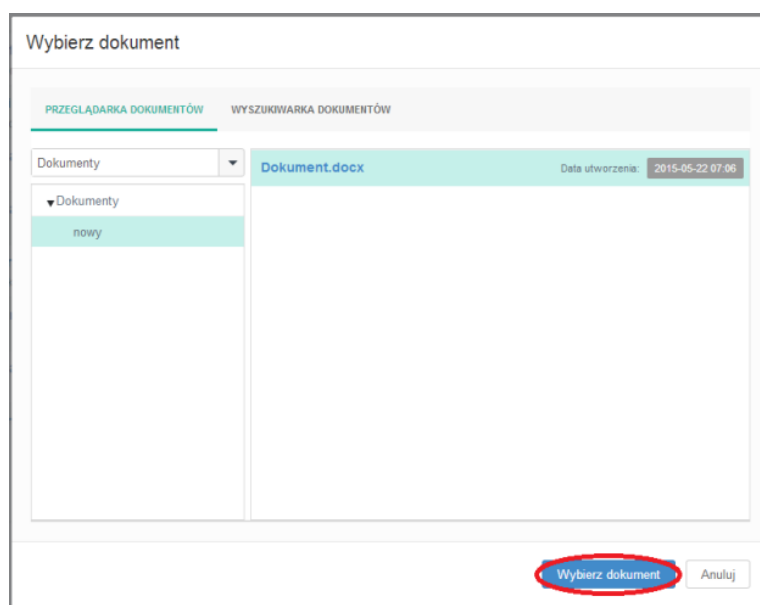 Wybierz dokument
PRZEGLĄDARKA DOKUMENTÓW WYSZUKIWARKA DOKUMENTÓW
Dokumenty
Dokument.docx Data utworzenia: 2015-05-22 07:06
Dokumenty
nowy
Wybierz dokument Anuluj